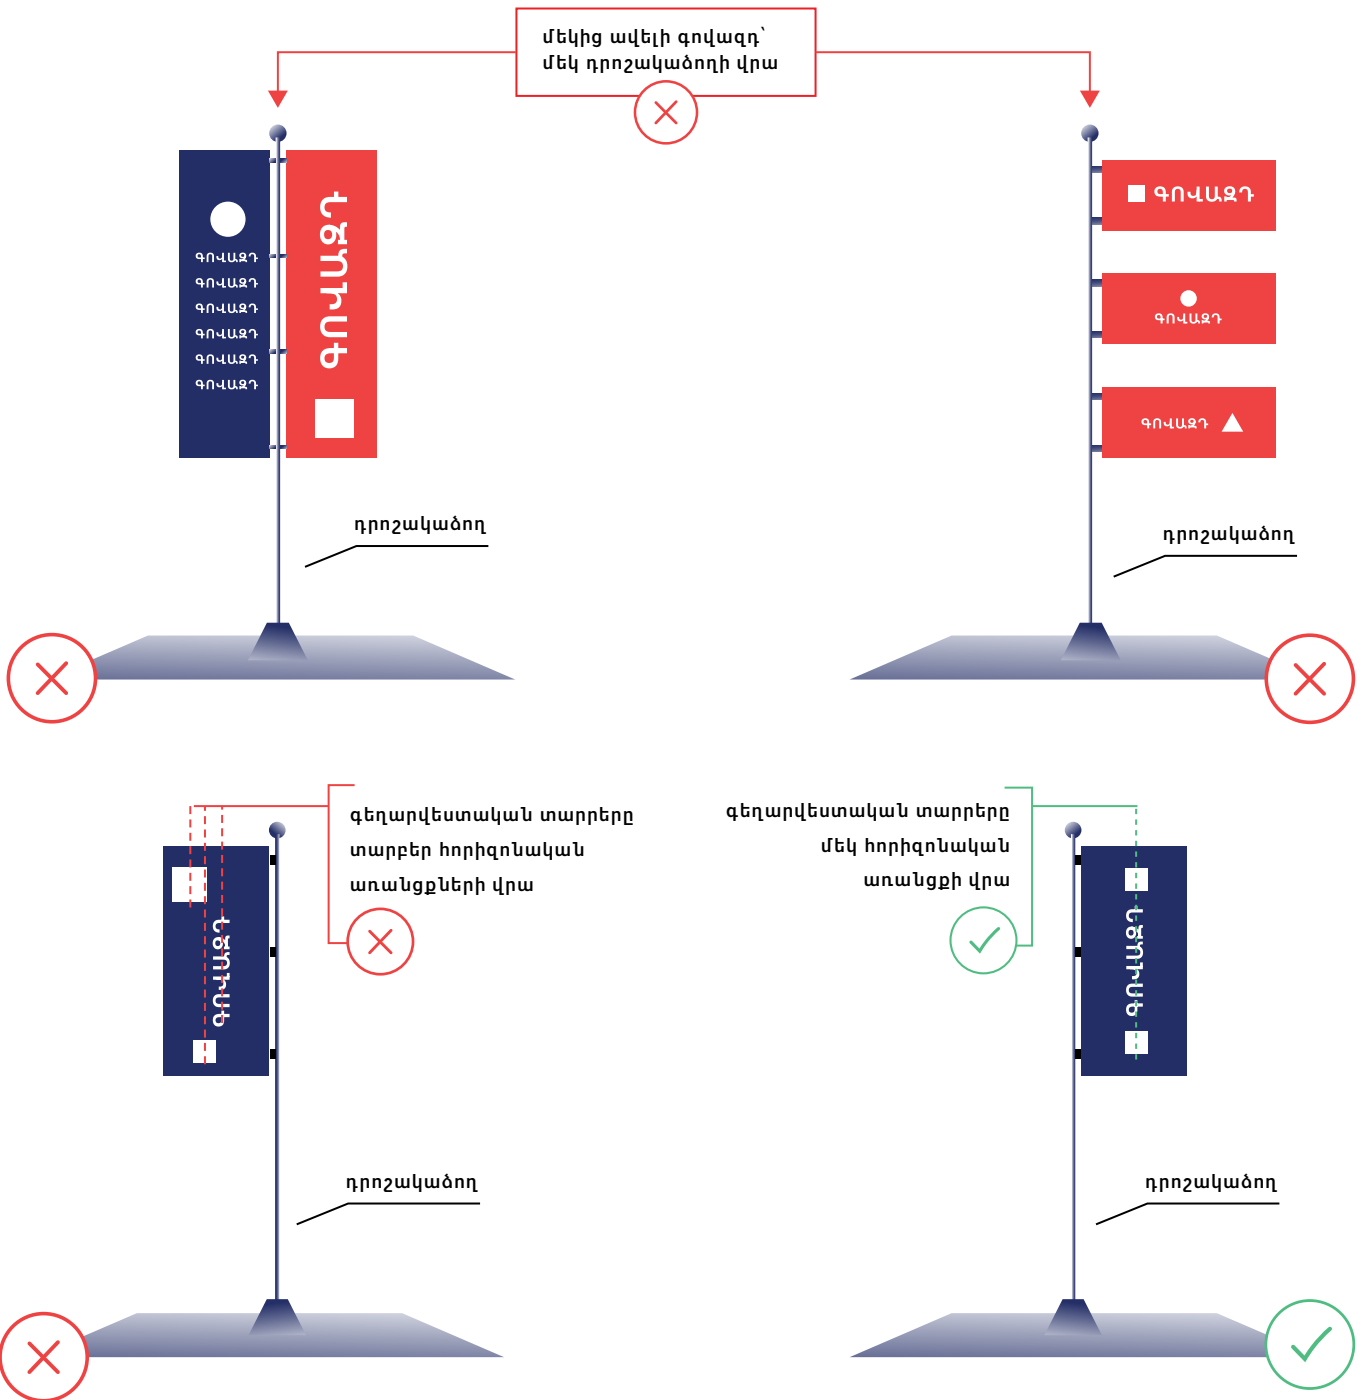 մեկից ավելի գովազդ՝
մեկ դրոշակաձողի վրա
ԳՈՎԱԶԴ
ԳՈՎԱԶԴ
ԳՈՎԱԶԴ
ԳՈՎԱԶԴ
ԳՈՎԱԶԴ
ԳՈՎԱԶԴ
ԳՈՎԱԶԴ
ԳՈՎԱԶԴ
ԳՈՎԱԶԴ
ԳՈՎԱԶԴ
դրոշակաձող
դրոշակաձող
գեղարվեստական տարրերը
տարբեր հորիզոնական
առանցքների վրա
ԳՈՎԱԶԴ
գեղարվեստական տարրերը
մեկ հորիզոնական
առանցքի վրա
ԳՈՎԱԶԴ
դրոշակաձող
դրոշակաձող